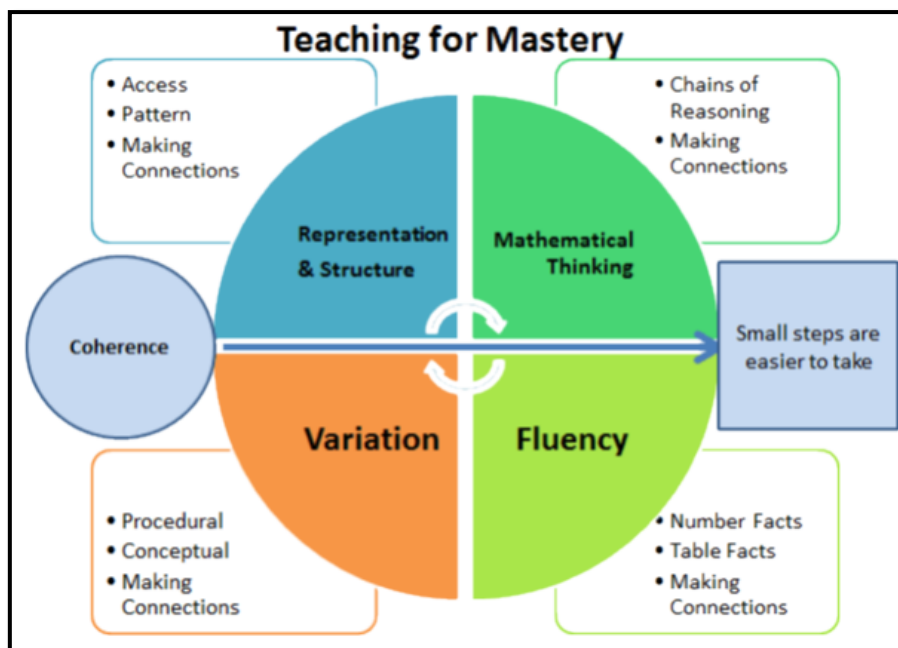 Teaching for Mastery
• Access
• Pattern
• Making
Connections
• Chains of
Reasoning
• Making
Connections
Representation
& Structure
Mathematical
Thinking
Coherence
Small steps are
easier to take
Variation
Fluency
• Procedural
• Conceptual
• Making
Connections
• Number Facts
• Table Facts
• Making
Connections